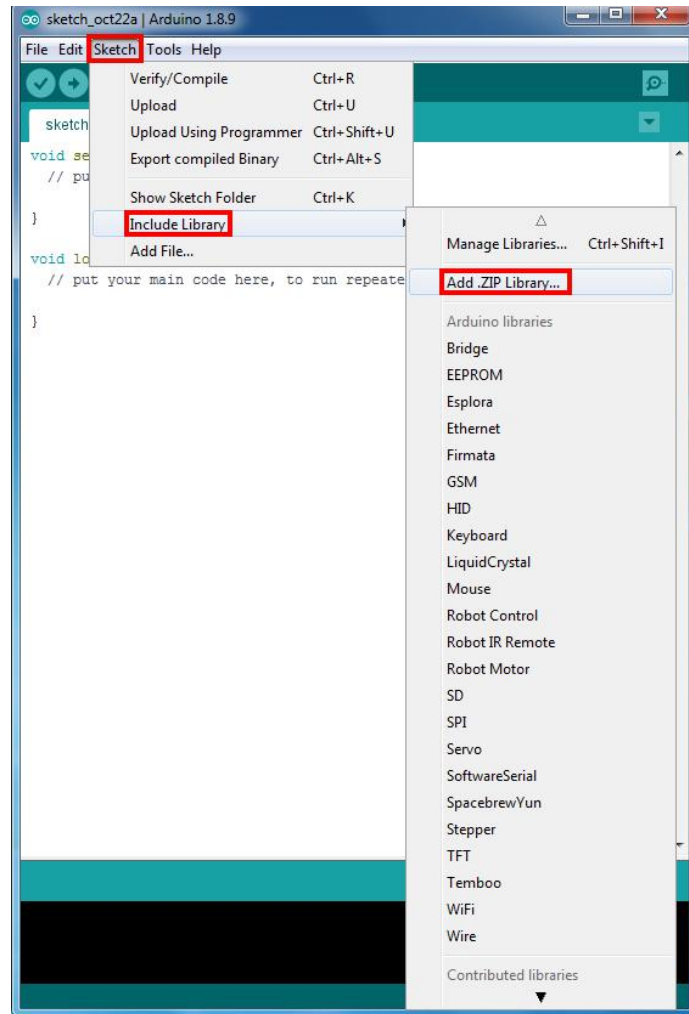 sketch_oct22a | Arduino 1.8.9
File Edit Sketch Tools Help
Verify/Compile Ctrl+R
Upload Ctrl+U
Upload Using Programmer Ctrl+Shift+U
Export compiled Binary Ctrl+Alt+S
Show Sketch Folder Ctrl+K
Include Library
Add File...
sketch
void se
// pu
}
void lo
// put your main code here, to run repeate
}
Manage Libraries... Ctrl+Shift+I
Add .ZIP Library...
Arduino libraries
Bridge
EEPROM
Esplora
Ethernet
Firmata
GSM
HID
Keyboard
LiquidCrystal
Mouse
Robot Control
Robot IR Remote
Robot Motor
SD
SPI
Servo
SoftwareSerial
SpacebrewYun
Stepper
TFT
Temboo
WiFi
Wire
Contributed libraries